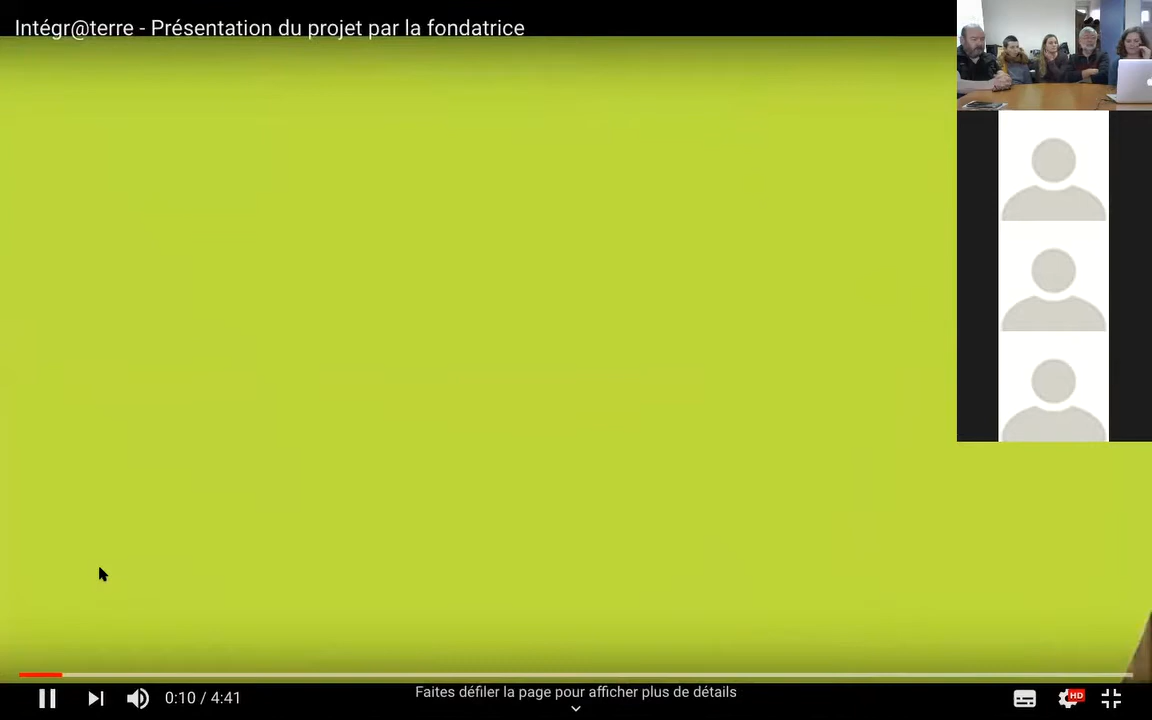 Intégr@terre - Présentation du projet par la fondatrice
Faites défiler la page pour afficher plus de détails
0:10 / 4:41
HD